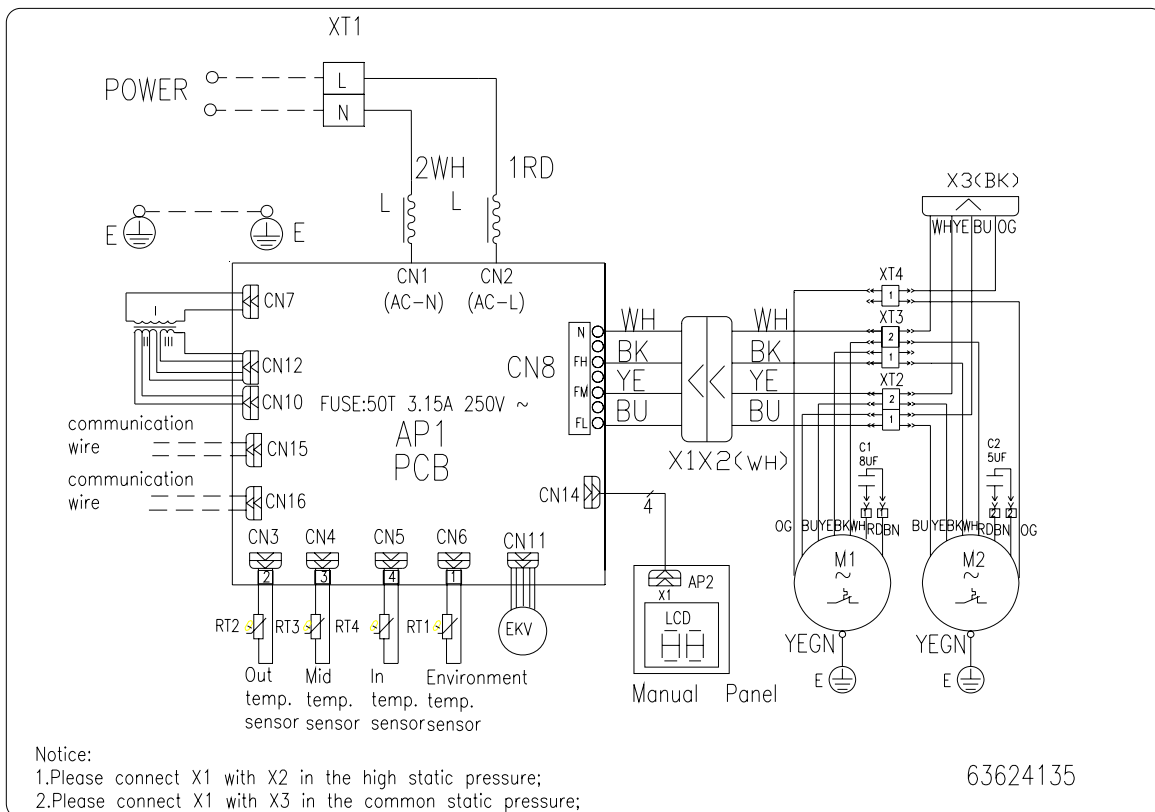 XT1
POWER
L
N
2WH
1RD
L
L
E
E
X3(BK)
WH YE BU OG
CN1
(AC-N)
CN2
(AC-L)
CN7
I
II
III
CN12
CN10
CN8
N
FH
FM
FL
WH
BK
YE
BU
WH
BK
YE
BU
X1X2(WH)
XT4
1
XT3
2
1
XT2
2
1
FUSE:50T 3.15A 250V ~
AP1
PCB
communication
wire
CN15
communication
wire
CN16
CN14
4
C1
8UF
C2
5UF
1
1
2
2
OG BU YE BK WH RD BN
BU YE BK WH RD BN OG
M1
~
M2
~
YEGN
YEGN
E
E
CN3
CN4
CN5
CN6
CN11
2
3
4
1
RT2
RT3
RT4
RT1
EKV
AP2
X1
LCD
Manual Panel
Out
temp.
sensor
Mid
temp.
sensor
In
temp.
sensor
Environment
temp.
sensor
Notice:
1.Please connect X1 with X2 in the high static pressure;
2.Please connect X1 with X3 in the common static pressure;
63624135